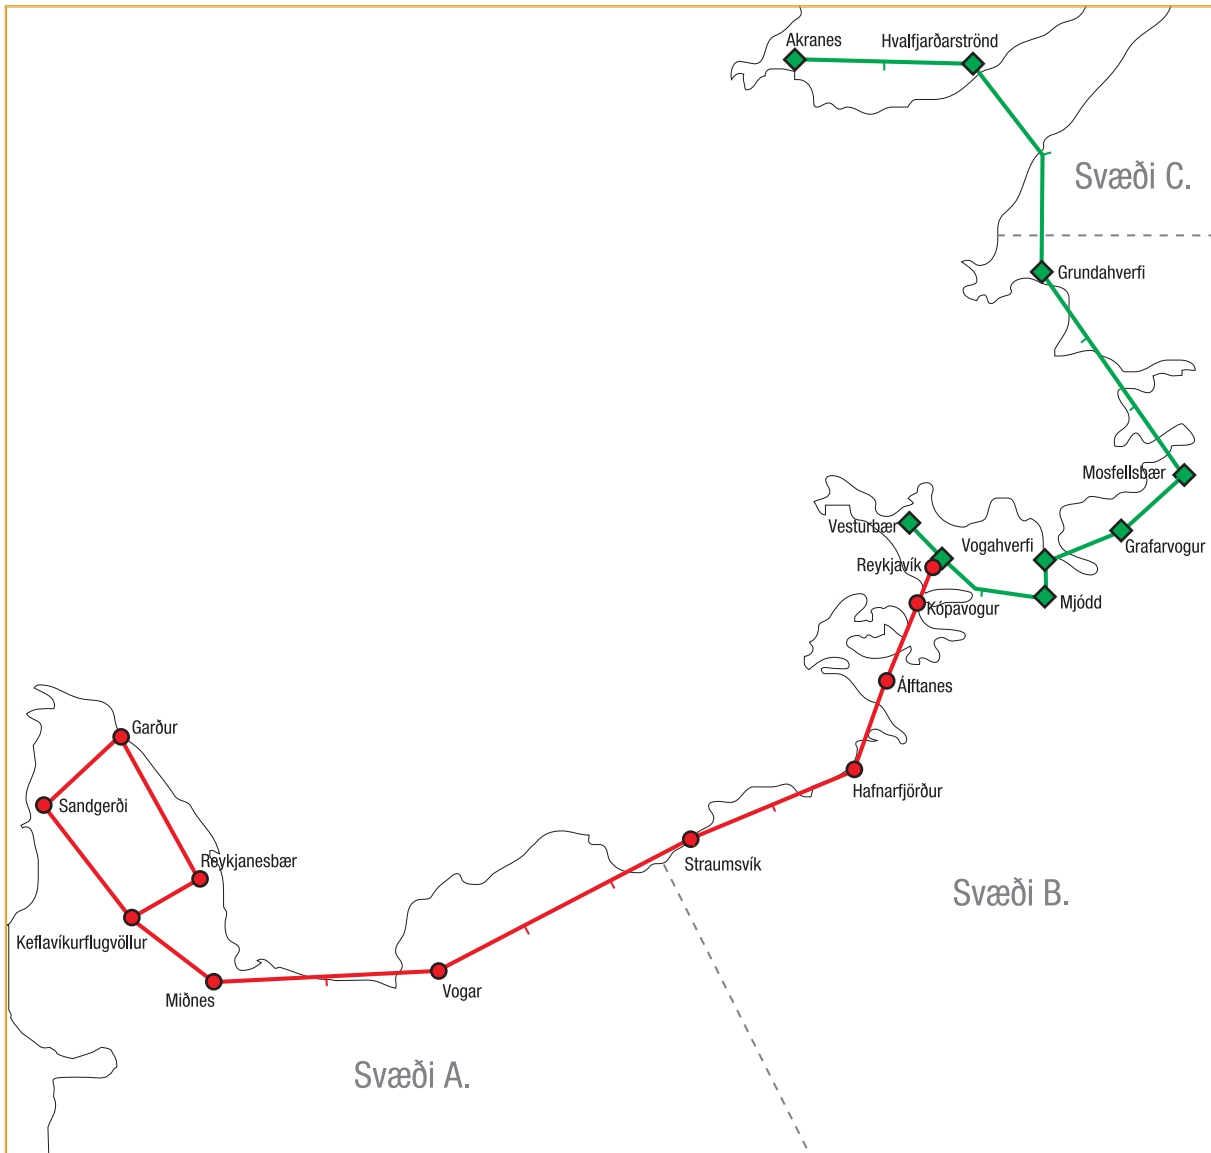 Akranes
Hvalfjarðarströnd
Svæði C.
Grundahverfi
Mosfellsbær
Vesturbær
Vogahverfi
Grafarvogur
Reykjavík
Mjódd
Kópavogur
Álftanes
Garður
Hafnarfjörður
Sandgerði
Reykjanesbær
Straumsvík
Svæði B.
Keflavíkurflugvöllur
Vogar
Miðnes
Svæði A.